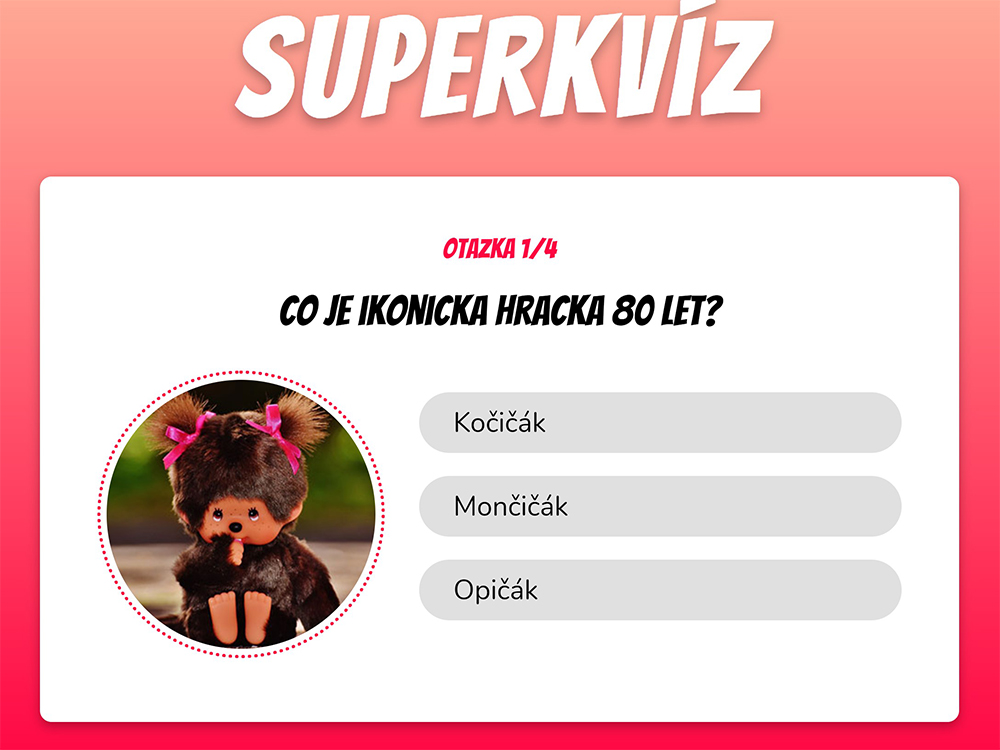 SUPERKVÍZ
OTAZKA 1/4
CO JE IKONICKA HRACKA 80 LET?
Kočičák
Mončičák
Opičák